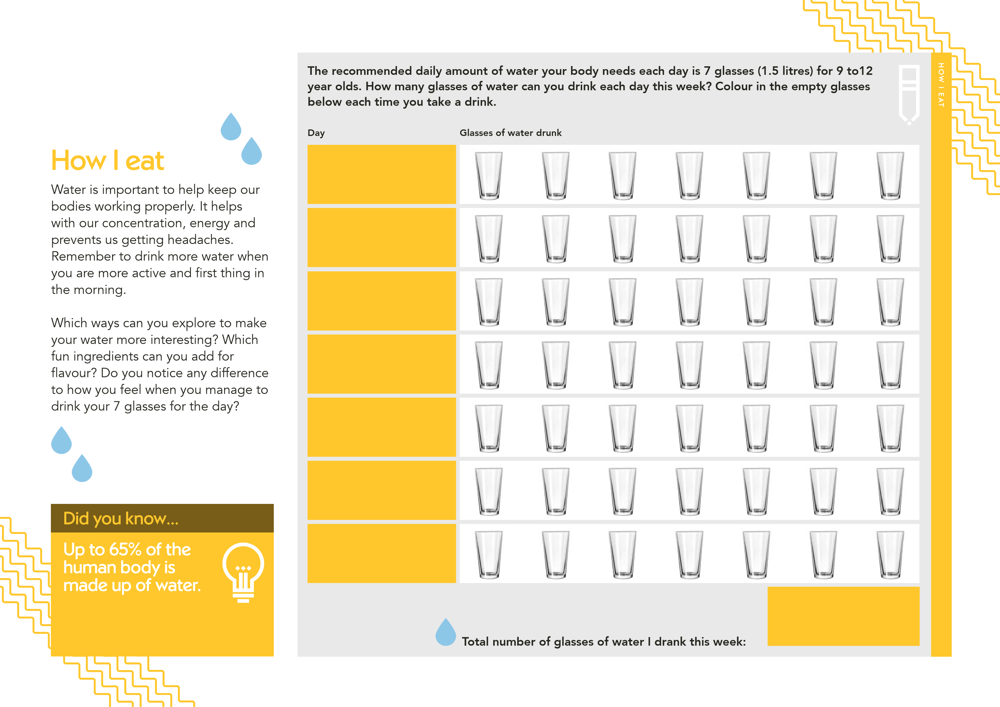 How I eat
Water is important to help keep our
bodies working properly. It helps
with our concentration, energy and
prevents us getting headaches.
Remember to drink more water when
you are more active and first thing in
the morning.
Which ways can you explore to make
your water more interesting? Which
fun ingredients can you add for
flavour? Do you notice any difference
to how you feel when you manage to
drink your 7 glasses for the day?
Did you know...
Up to 65% of the
human body is
made up of water.
The recommended daily amount of water your body needs each day is 7 glasses (1.5 litres) for 9 to12
year olds. How many glasses of water can you drink each day this week? Colour in the empty glasses
below each time you take a drink.
Day
Glasses of water drunk
Total number of glasses of water I drank this week:
HOW I EAT